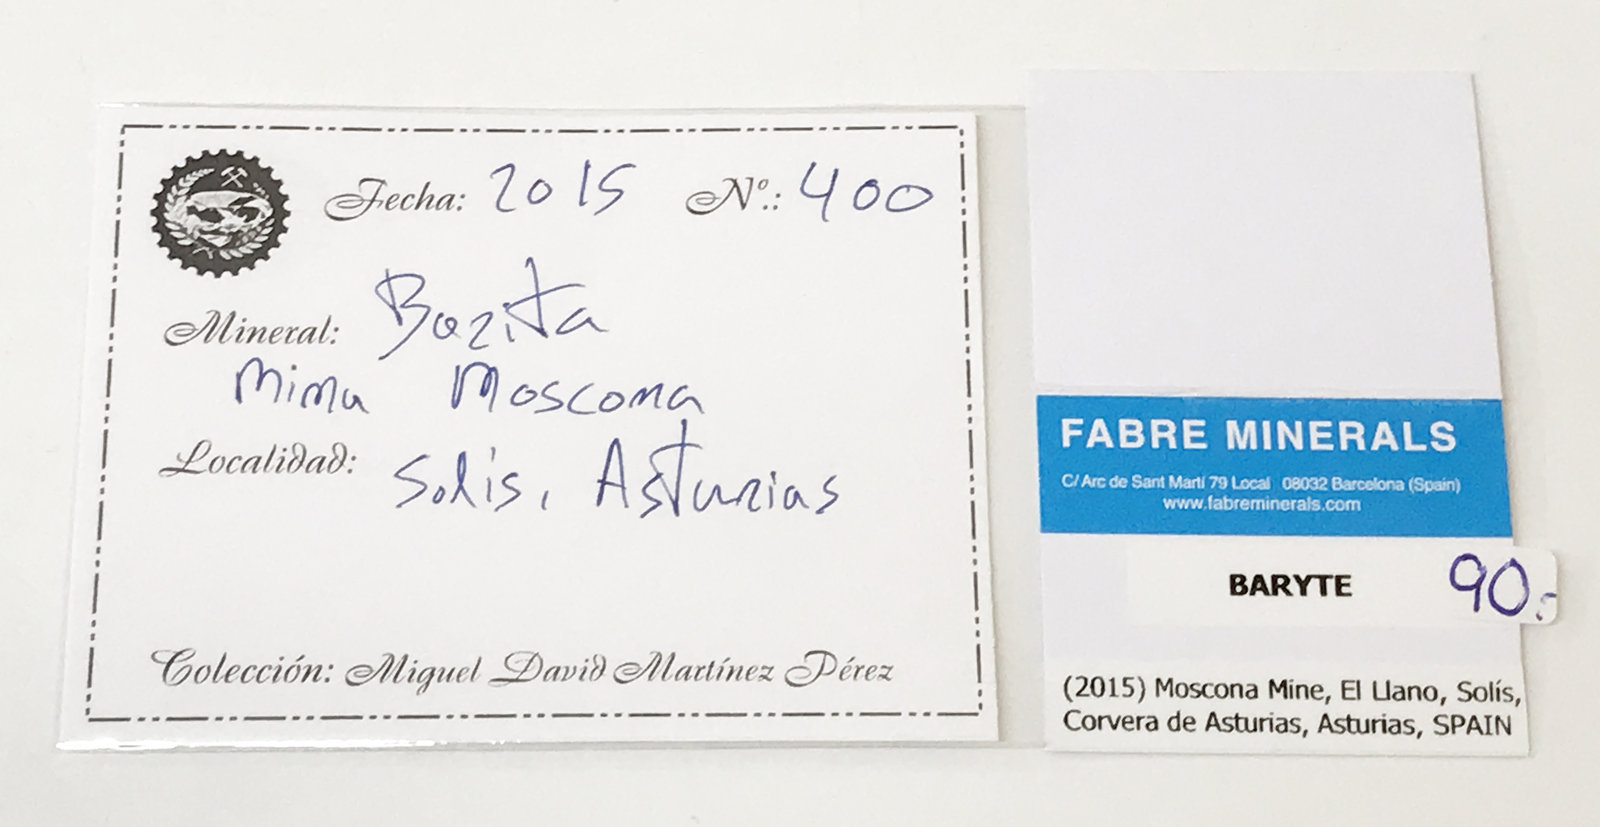 Fecha: 2015 Nº.: 400
Mineral: Barita
Mina Moscona
Localidad: Solís, Asturias
Colección: Miguel David Martínez Pérez
FABRE MINERALS
C/ Arc de Sant Martí 79 Local 08032 Barcelona (Spain)
www.fabreminerals.com
BARYTE 90.-
(2015) Moscona Mine, El Llano, Solís,
Corvera de Asturias, Asturias, SPAIN